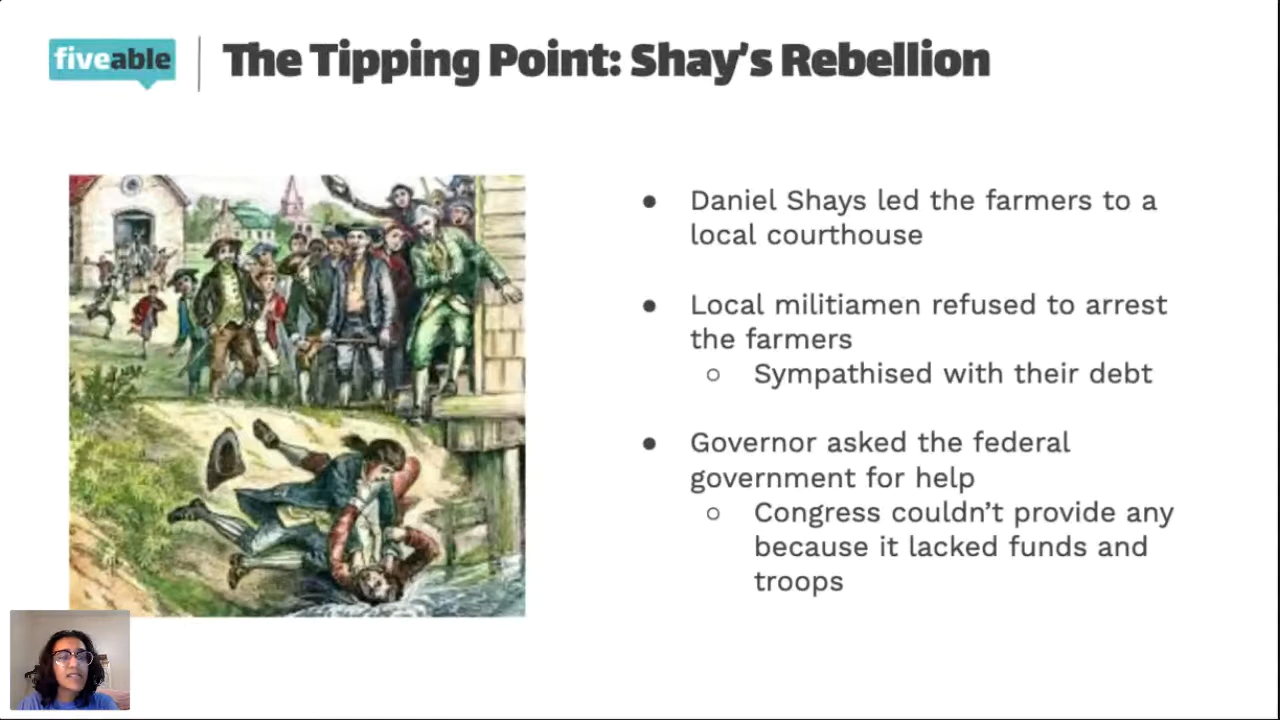 fiveable
The Tipping Point: Shay's Rebellion
● Daniel Shays led the farmers to a
local courthouse
● Local militiamen refused to arrest
the farmers
○ Sympathised with their debt
● Governor asked the federal
government for help
○ Congress couldn’t provide any
because it lacked funds and
troops